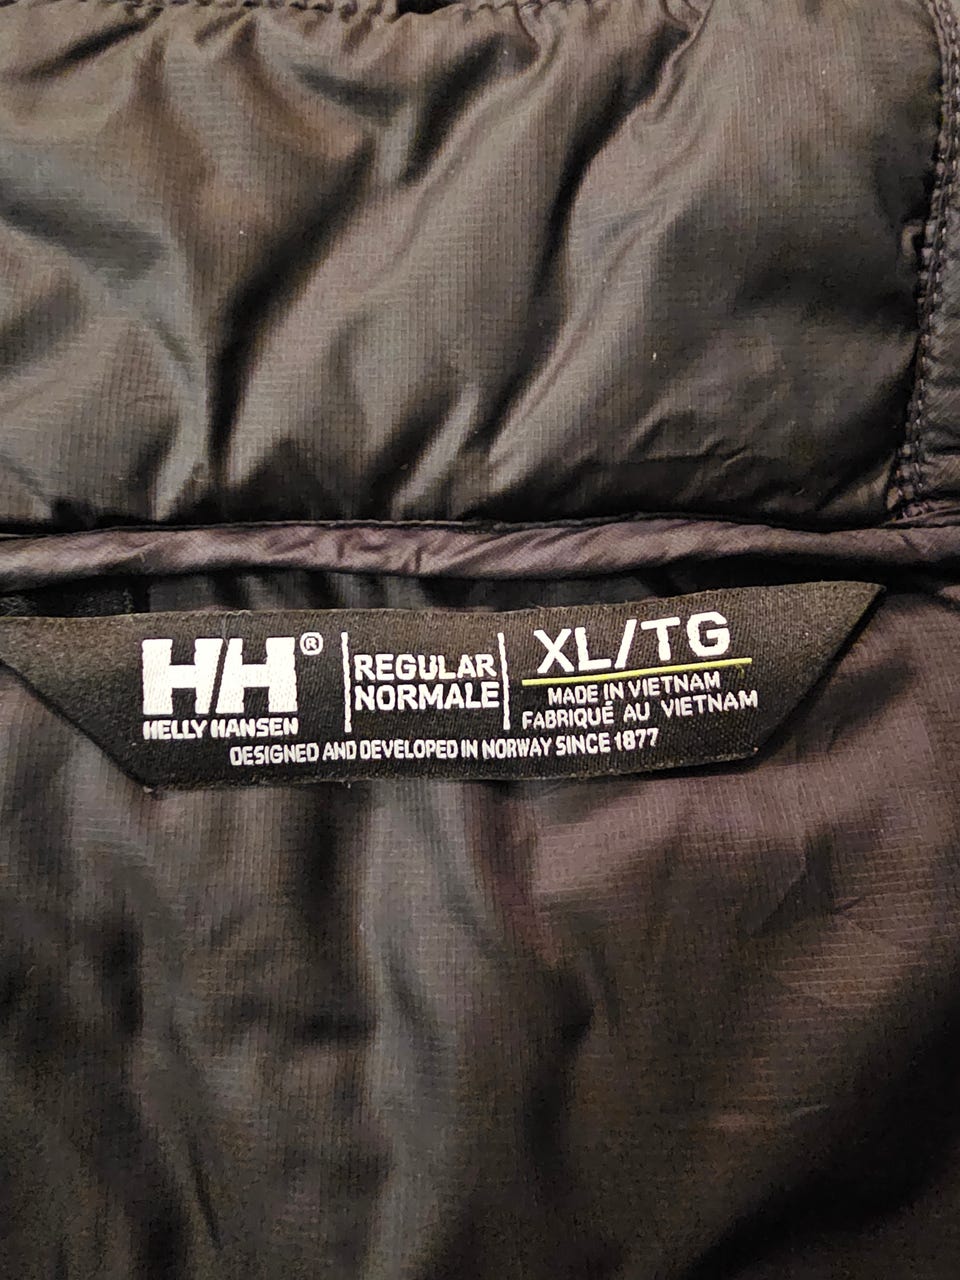 HH®
HELLY HANSEN
REGULAR
NORMALE
XL/TG
MADE IN VIETNAM
FABRIQUÉ AU VIETNAM
DESIGNED AND DEVELOPED IN NORWAY SINCE 1877